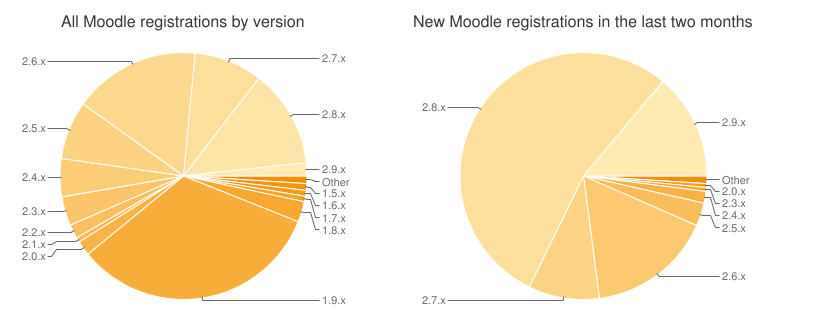 All Moodle registrations by version
2.6.x
2.7.x
2.8.x
2.5.x
2.9.x
2.4.x
Other
1.5.x
1.6.x
2.3.x
1.7.x
1.8.x
2.2.x
2.1.x
2.0.x
1.9.x
New Moodle registrations in the last two months
2.8.x
2.9.x
Other
2.0.x
2.3.x
2.4.x
2.5.x
2.6.x
2.7.x